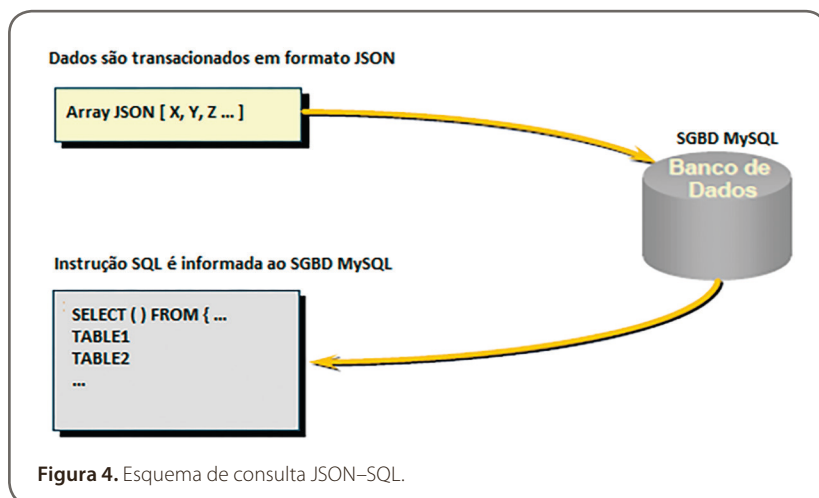 Dados são transacionados em formato JSON
Array JSON [ X, Y, Z ... ]
SGBD MySQL
Banco de
Dados
Instrução SQL é informada ao SGBD MySQL
SELECT ( ) FROM { ...
TABLE1
TABLE2
...
Figura 4. Esquema de consulta JSON–SQL.